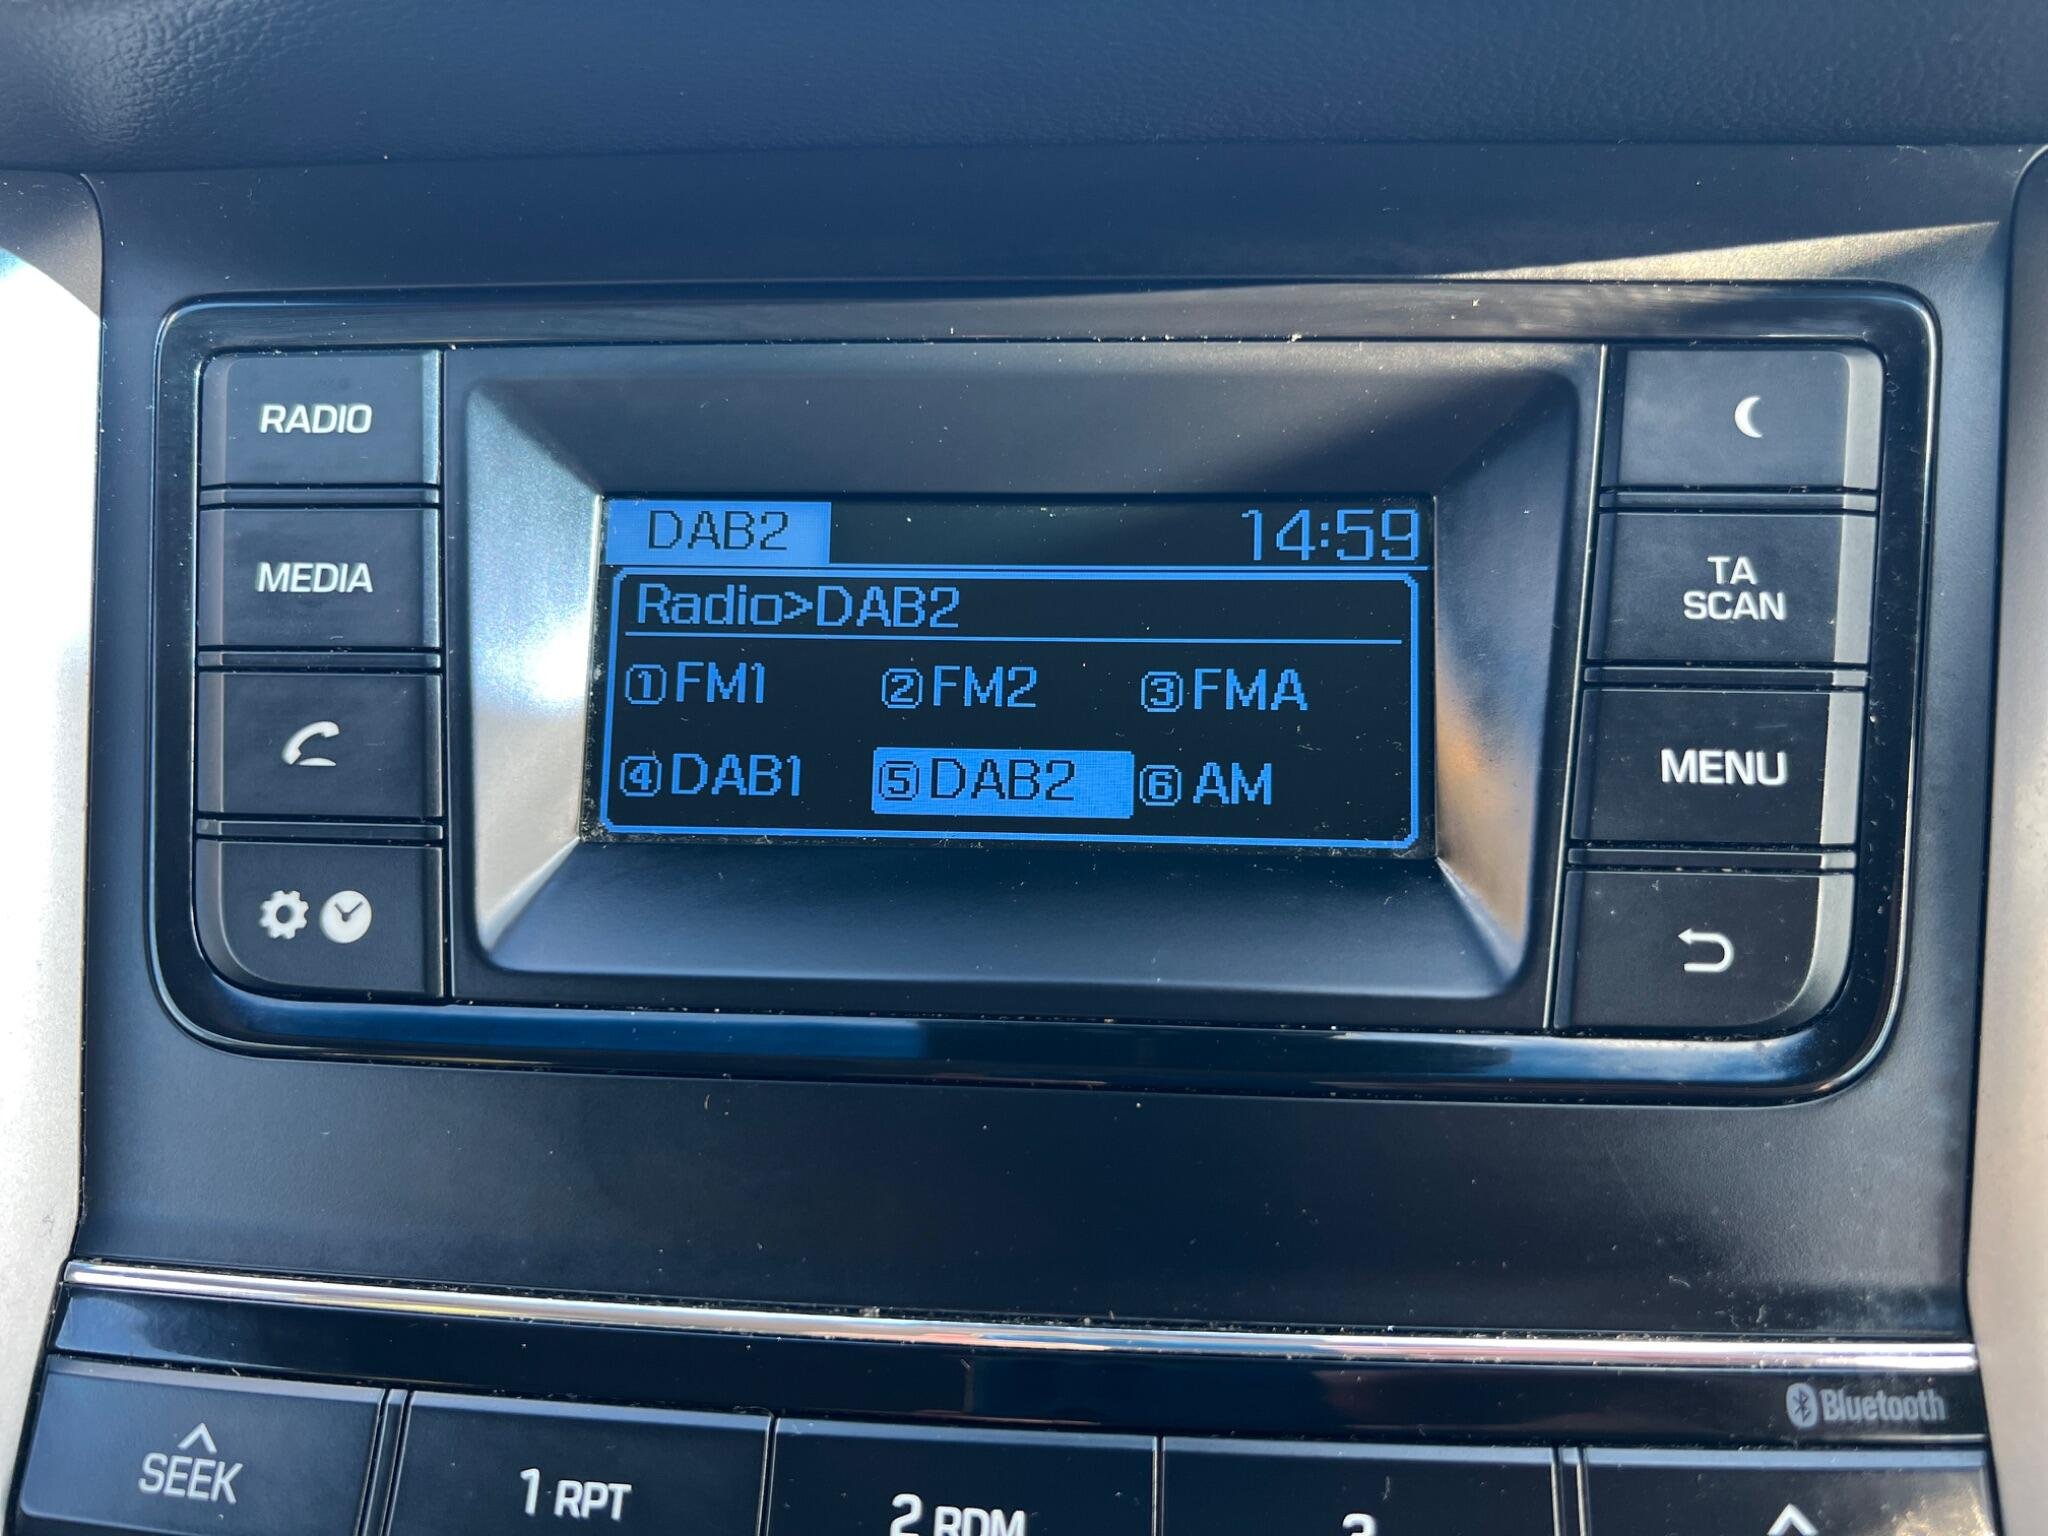 RADIO
MEDIA
DAB2 14:59
Radio>DAB2
①FM1 ②FM2 ③FMA
④DAB1 ⑤DAB2 ⑥AM
TA
SCAN
MENU
Bluetooth
SEEK
1 RPT
2 RDM
3